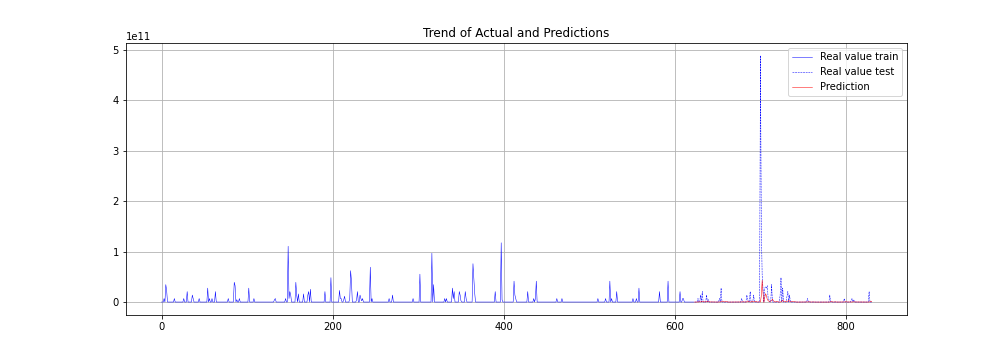 Trend of Actual and Predictions
1e11
5
4
3
2
1
0
0 200 400 600 800
Real value train
Real value test
Prediction